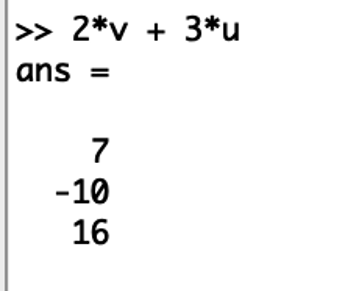 >> 2*v + 3*u
ans =
7
-10
16